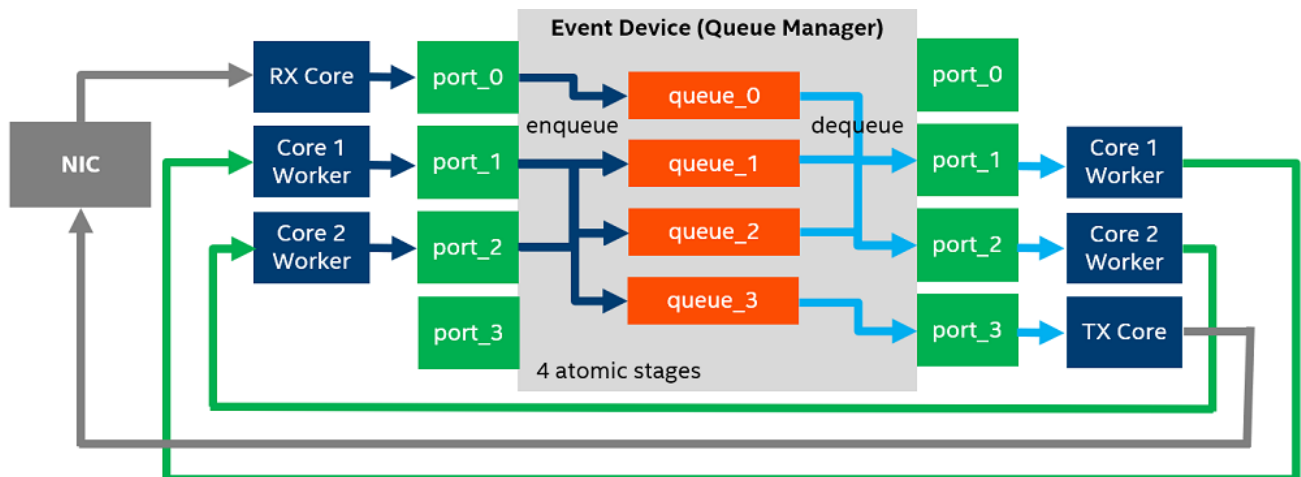 Event Device (Queue Manager)
NIC
RX Core
port_0
Core 1
Worker
port_1
Core 2
Worker
port_2
port_3
enqueue
dequeue
queue_0
queue_1
queue_2
queue_3
4 atomic stages
port_0
port_1
Core 1
Worker
port_2
Core 2
Worker
port_3
TX Core